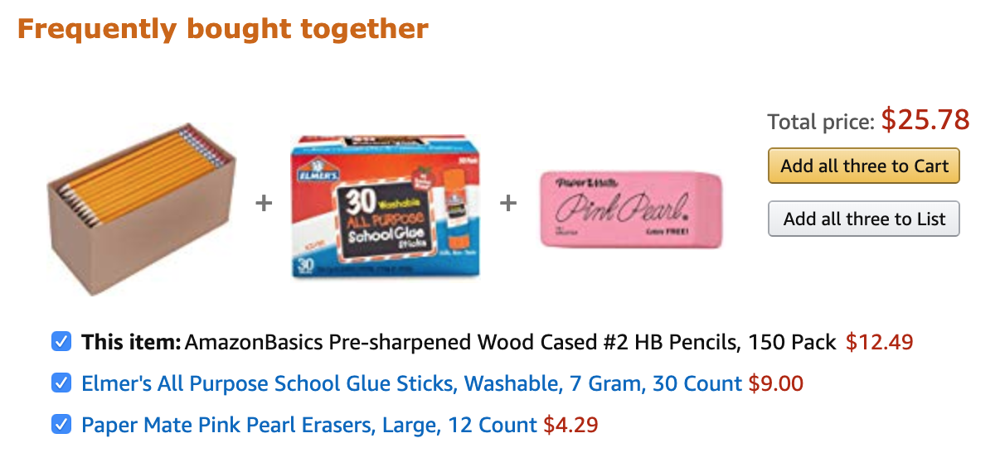 Frequently bought together
Total price: $25.78
Add all three to Cart
Add all three to List
+
+
ELMER'S
30 Washable
ALL PURPOSE
School Glue
Sticks
30
Paper Mate
Pink Pearl
This item: AmazonBasics Pre-sharpened Wood Cased #2 HB Pencils, 150 Pack $12.49
Elmer's All Purpose School Glue Sticks, Washable, 7 Gram, 30 Count $9.00
Paper Mate Pink Pearl Erasers, Large, 12 Count $4.29